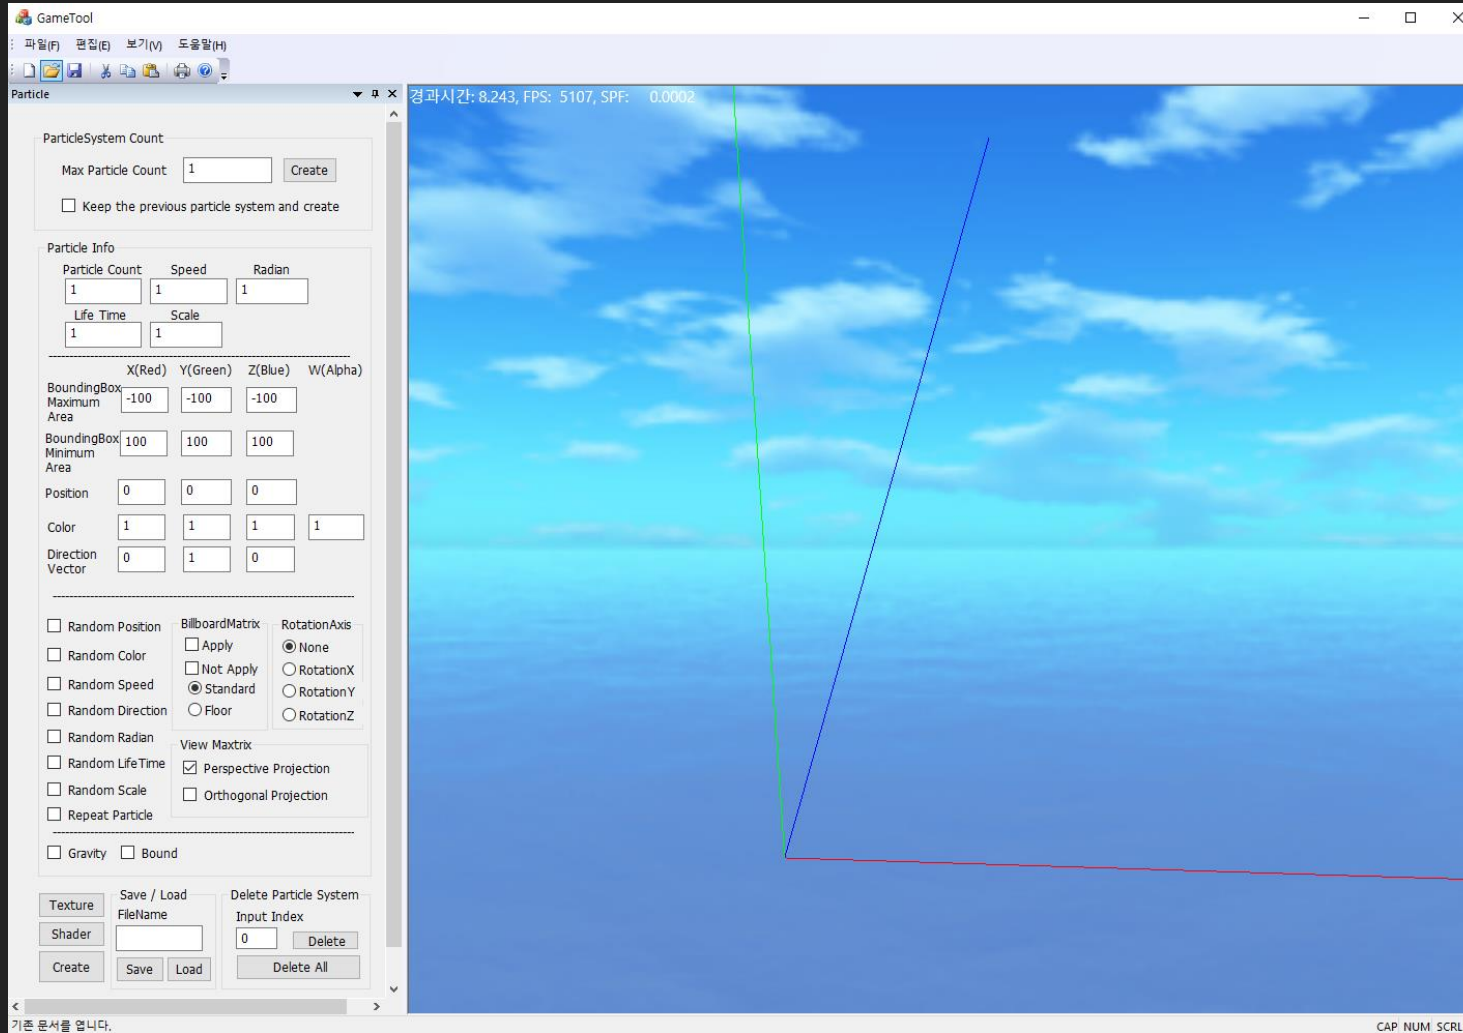 GameTool
파일(F) 편집(E) 보기(V) 도움말(H)
Particle
경과시간: 8.243, FPS: 5107, SPF: 0.0002
ParticleSystem Count
Max Particle Count 1 Create
Keep the previous particle system and create
Particle Info
Particle Count Speed Radian
1 1 1
Life Time Scale
1 1
X(Red) Y(Green) Z(Blue) W(Alpha)
BoundingBox
Maximum
Area
-100 -100 -100
BoundingBox
Minimum
Area
100 100 100
Position 0 0 0
Color 1 1 1 1
Direction
Vector
0 1 0
Random Position
Random Color
Random Speed
Random Direction
Random Radian
Random LifeTime
Random Scale
Repeat Particle
BillboardMatrix
Apply
Not Apply
Standard
Floor
RotationAxis
None
RotationX
RotationY
RotationZ
View Maxtrix
Perspective Projection
Orthogonal Projection
Gravity Bound
Texture
Shader
Create
Save / Load
FileName
Save Load
Delete Particle System
Input Index
0 Delete
Delete All
기존 문서를 엽니다.
CAP NUM SCRL